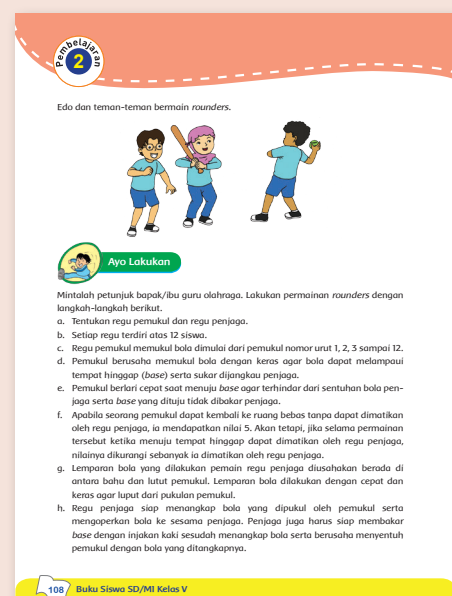 Pembelajaran
2
Edo dan teman-teman bermain rounders.
Ayo Lakukan
Mintalah petunjuk bapak/ibu guru olahraga. Lakukan permainan rounders dengan
langkah-langkah berikut.
a. Tentukan regu pemukul dan regu penjaga.
b. Setiap regu terdiri atas 12 siswa.
c. Regu pemukul memukul bola dimulai dari pemukul nomor urut 1, 2, 3 sampai 12.
d. Pemukul berusaha memukul bola dengan keras agar bola dapat melampaui
tempat hinggap (base) serta sukar dijangkau penjaga.
e. Pemukul berlari cepat saat menuju base agar terhindar dari sentuhan bola pen-
jaga serta base yang dituju tidak dibakar penjaga.
f. Apabila seorang pemukul dapat kembali ke ruang bebas tanpa dapat dimatikan
oleh regu penjaga, ia mendapatkan nilai 5. Akan tetapi, jika selama permainan
tersebut ketika menuju tempat hinggap dapat dimatikan oleh regu penjaga,
nilainya dikurangi sebanyak ia dimatikan oleh regu penjaga.
g. Lemparan bola yang dilakukan pemain regu penjaga diusahakan berada di
antara bahu dan lutut pemukul. Lemparan bola dilakukan dengan cepat dan
keras agar luput dari pukulan pemukul.
h. Regu penjaga siap menangkap bola yang dipukul oleh pemukul serta
mengoperkan bola ke sesama penjaga. Penjaga juga harus siap membakar
base dengan injakan kaki sesudah menangkap bola serta berusaha menyentuh
pemukul dengan bola yang ditangkapnya.
108 Buku Siswa SD/MI Kelas V